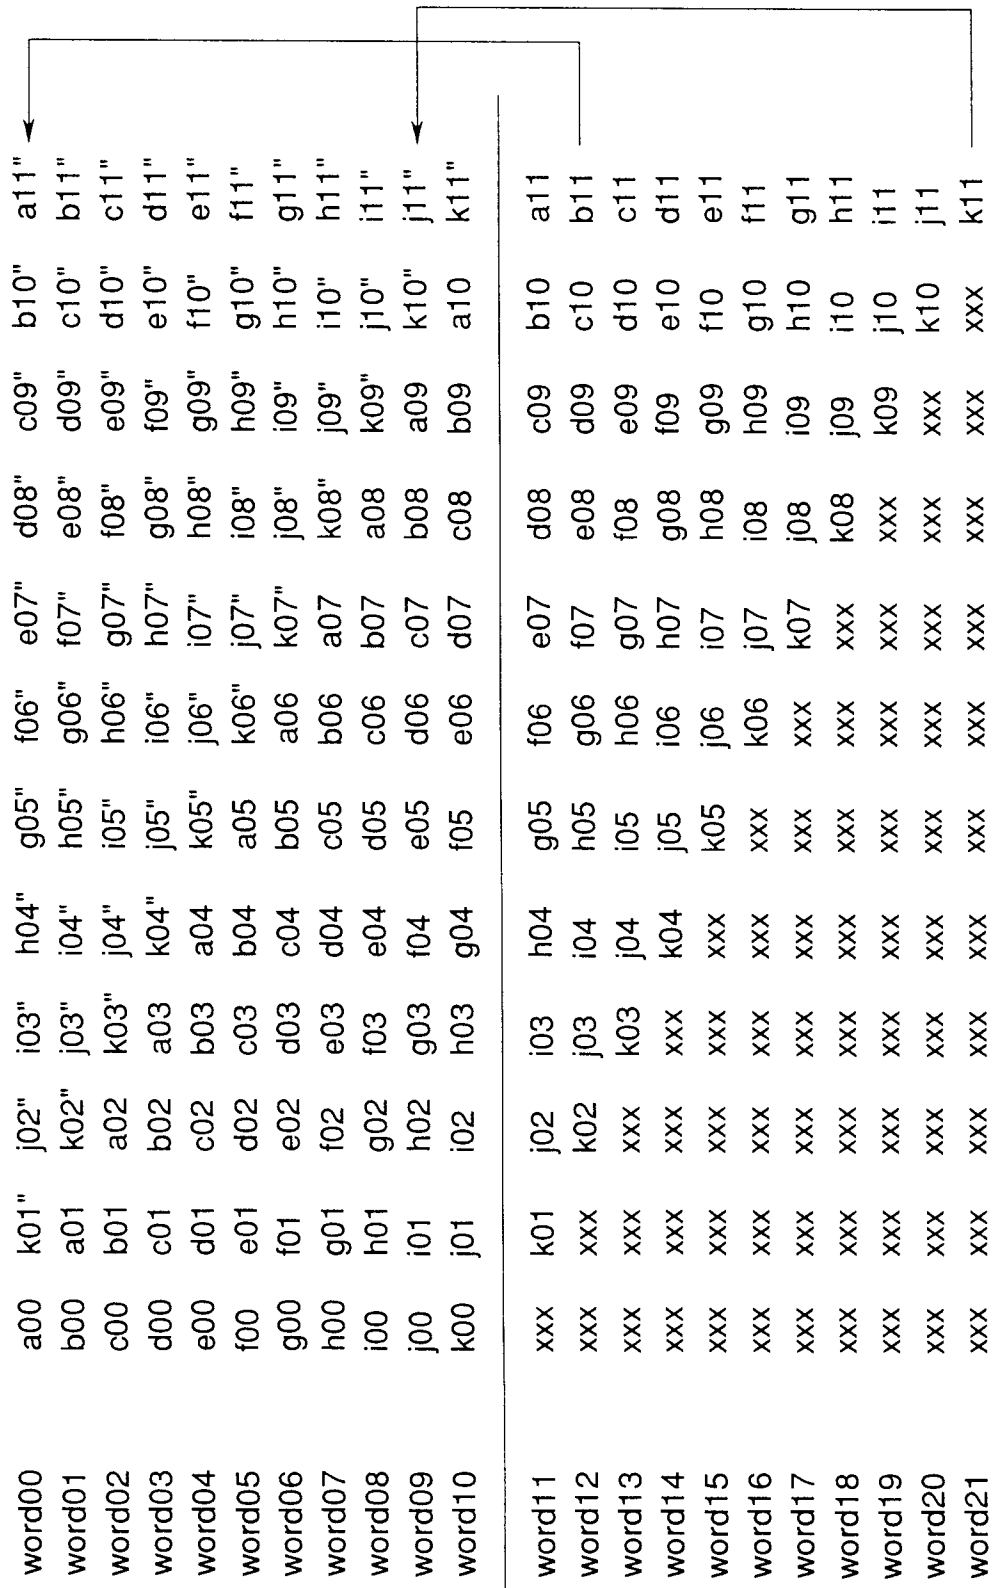 word00 a00 k01" j02" i03" h04" g05" f06" e07" d08" c09" b10" a11"
word01 b00 a01 k02" j03" i04" h05" g06" f07" e08" d09" c10" b11"
word02 c00 b01 a02 k03" j04" i05" h06" g07" f08" e09" d10" c11"
word03 d00 c01 b02 a03 k04" j05" i06" h07" g08" f09" e10" d11"
word04 e00 d01 c02 b03 a04 k05" j06" i07" h08" g09" f10" e11"
word05 f00 e01 d02 c03 b04 a05 k06" j07" i08" h09" g10" f11"
word06 g00 f01 e02 d03 c04 b05 a06 k07" j08" i09" h10" g11"
word07 h00 g01 f02 e03 d04 c05 b06 a07 k08" j09" i10" h11"
word08 i00 h01 g02 f03 e04 d05 c06 b07 a08 k09" j10" i11"
word09 j00 i01 h02 g03 f04 e05 d06 c07 b08 a09 k10" j11"
word10 k00 j01 i02 h03 g04 f05 e06 d07 c08 b09 a10 k11"
word11 xxx k01 j02 i03 h04 g05 f06 e07 d08 c09 b10 a11
word12 xxx xxx k02 j03 i04 h05 g06 f07 e08 d09 c10 b11
word13 xxx xxx xxx k03 j04 i05 h06 g07 f08 e09 d10 c11
word14 xxx xxx xxx xxx k04 j05 i06 h07 g08 f09 e10 d11
word15 xxx xxx xxx xxx xxx k05 j06 i07 h08 g09 f10 e11
word16 xxx xxx xxx xxx xxx xxx k06 j07 i08 h09 g10 f11
word17 xxx xxx xxx xxx xxx xxx xxx k07 j08 i09 h10 g11
word18 xxx xxx xxx xxx xxx xxx xxx xxx k08 j09 i10 h11
word19 xxx xxx xxx xxx xxx xxx xxx xxx xxx k09 j10 i11
word20 xxx xxx xxx xxx xxx xxx xxx xxx xxx xxx k10 j11
word21 xxx xxx xxx xxx xxx xxx xxx xxx xxx xxx xxx k11